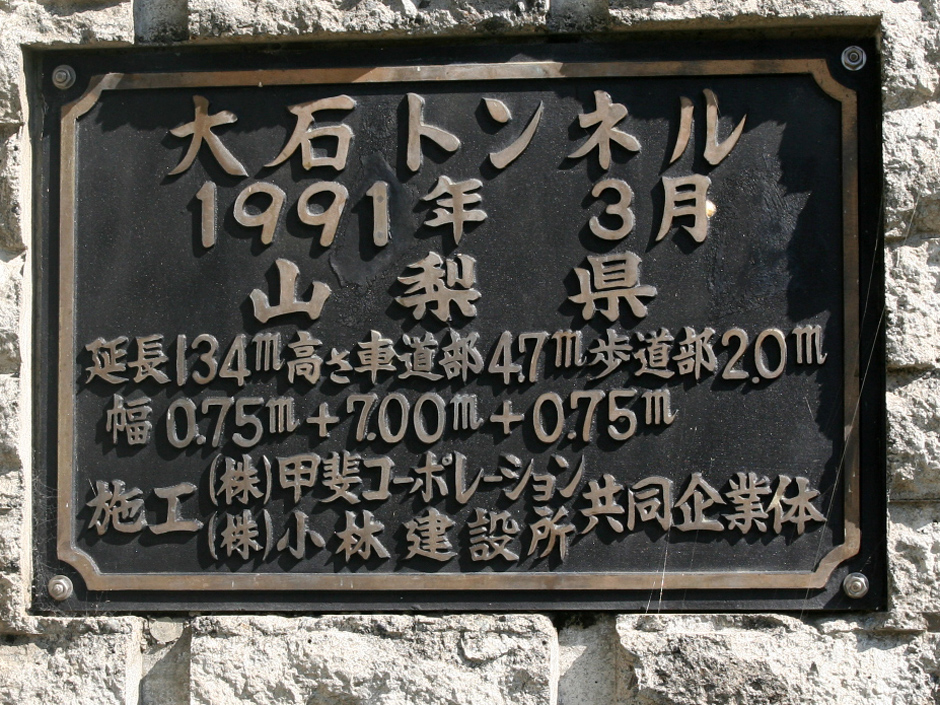 大石トンネル
1991年 3月
山梨県
延長134m高さ車道部4.7m歩道部2.0m
幅0.75m+7.00m+0.75m
施工(株)甲斐コーポレーション共同企業体
(株)小林建設所